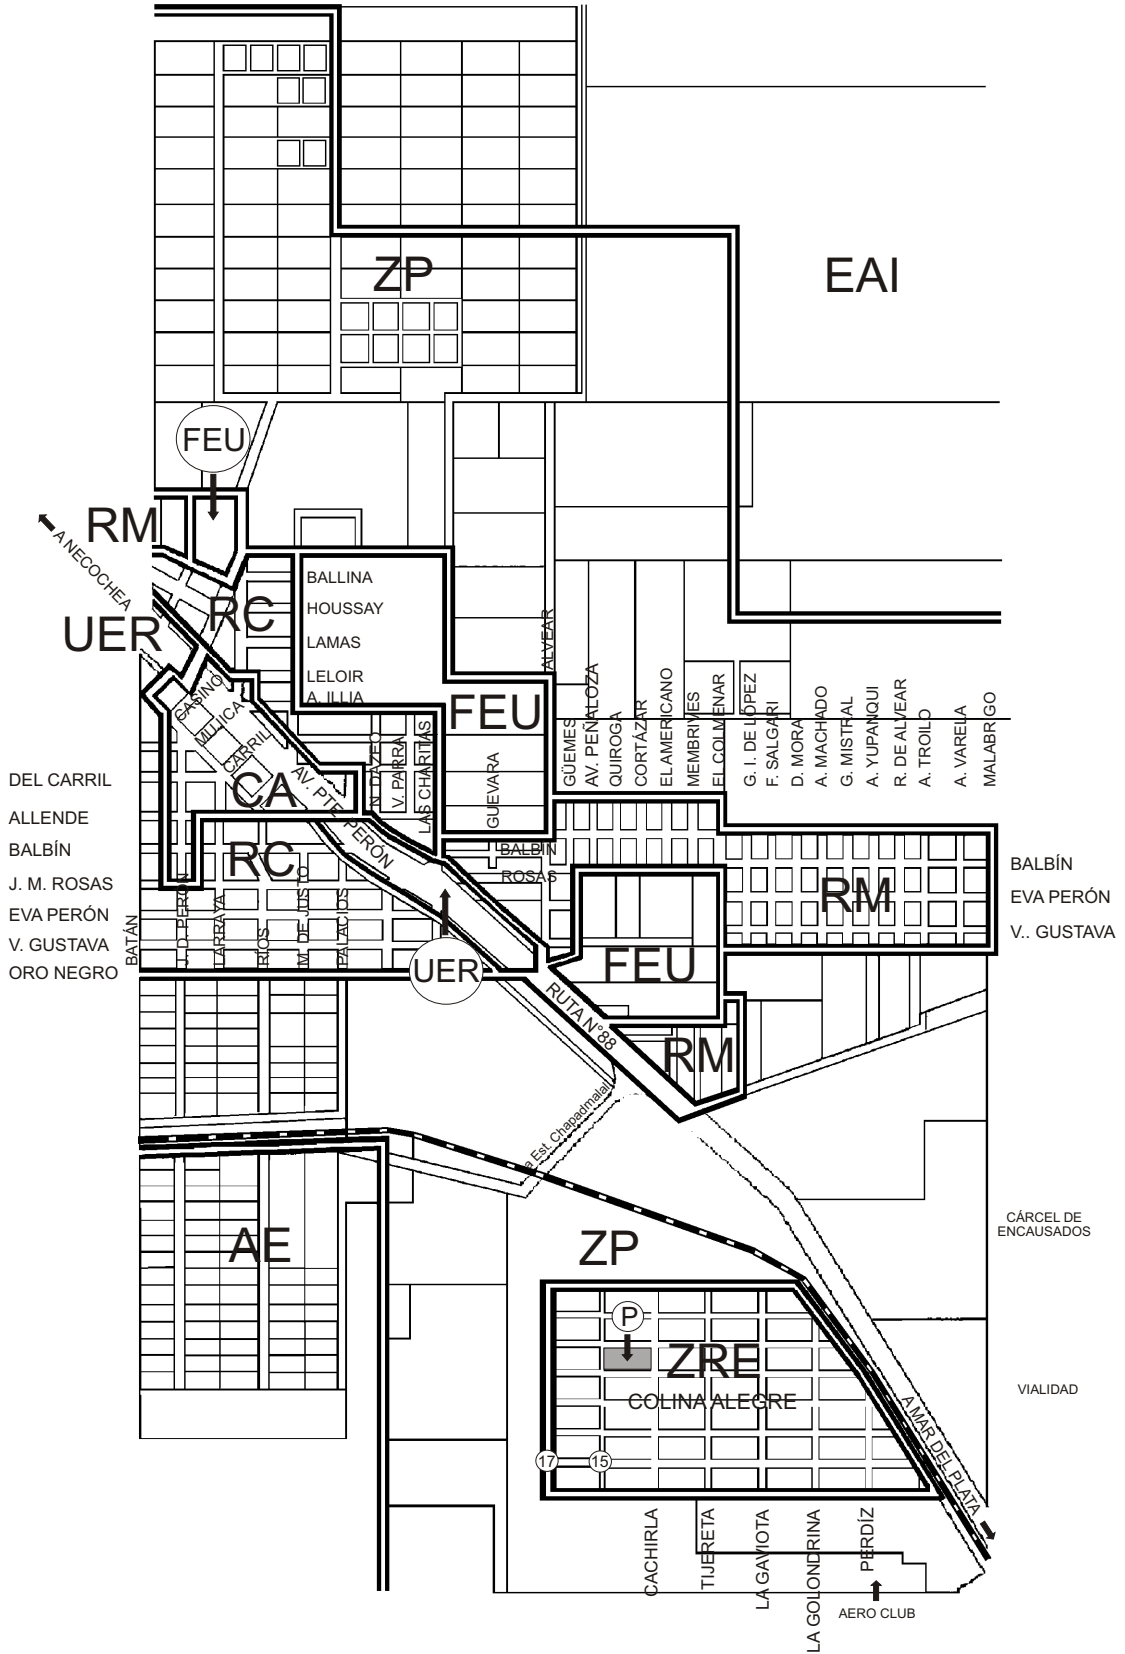 ZP
EAI
FEU
RM
A NECOCHEA
RC
UER
BALLINA
HOUSSAY
LAMAS
LELOIR
A. ILLIA
ALVEAR
FEU
GÜEMES
AV. PEÑALOZA
QUIROGA
CORTÁZAR
EL AMERICANO
MEMBRIVES
EL COLMENAR
G. I. DE LÓPEZ
F. SALGARI
D. MORA
A. MACHADO
G. MISTRAL
A. YUPANQUI
R. DE ALVEAR
A. TROILO
A. VARELA
MALABRIGO
CASINO
MUJICA
CARRIL
CA
AV. PTE. PERÓN
N. DAZEO
V. PARRA
LAS CHARITAS
GUEVARA
DEL CARRIL
ALLENDE
BALBÍN
J. M. ROSAS
EVA PERÓN
V. GUSTAVA
ORO NEGRO
BATÁN
J. D. PERÓN
LARRAYA
RÍOS
M DE JUSTO
PALACIOS
RC
BALBÍN
ROSAS
RM
BALBÍN
EVA PERÓN
V.. GUSTAVA
UER
FEU
RUTA N°88
RM
a Est. Chapadmalal
AE
ZP
CÁRCEL DE
ENCAUSADOS
P
ZRE
COLINA ALEGRE
VIALIDAD
A MAR DEL PLATA
17
15
CACHIRLA
TIJERETA
LA GAVIOTA
LA GOLONDRINA
PERDÍZ
AERO CLUB